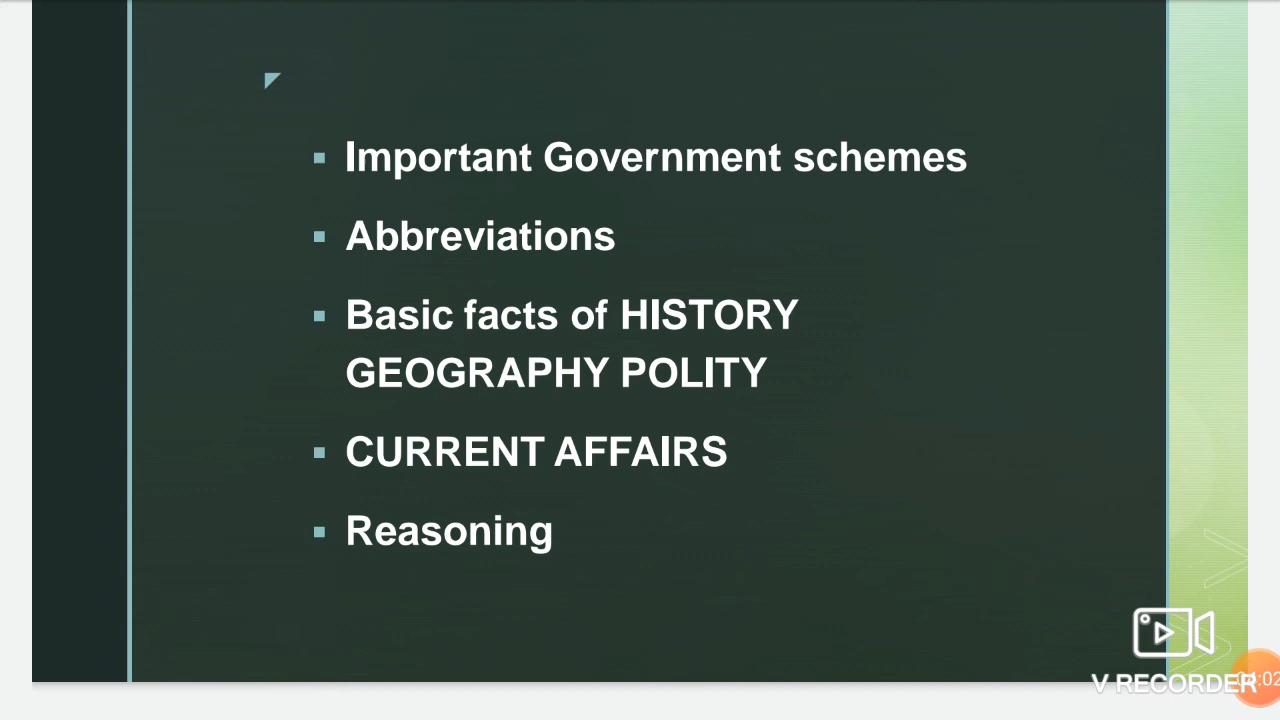 Important Government schemes
Abbreviations
Basic facts of HISTORY
GEOGRAPHY POLITY
CURRENT AFFAIRS
Reasoning
V RECORDER